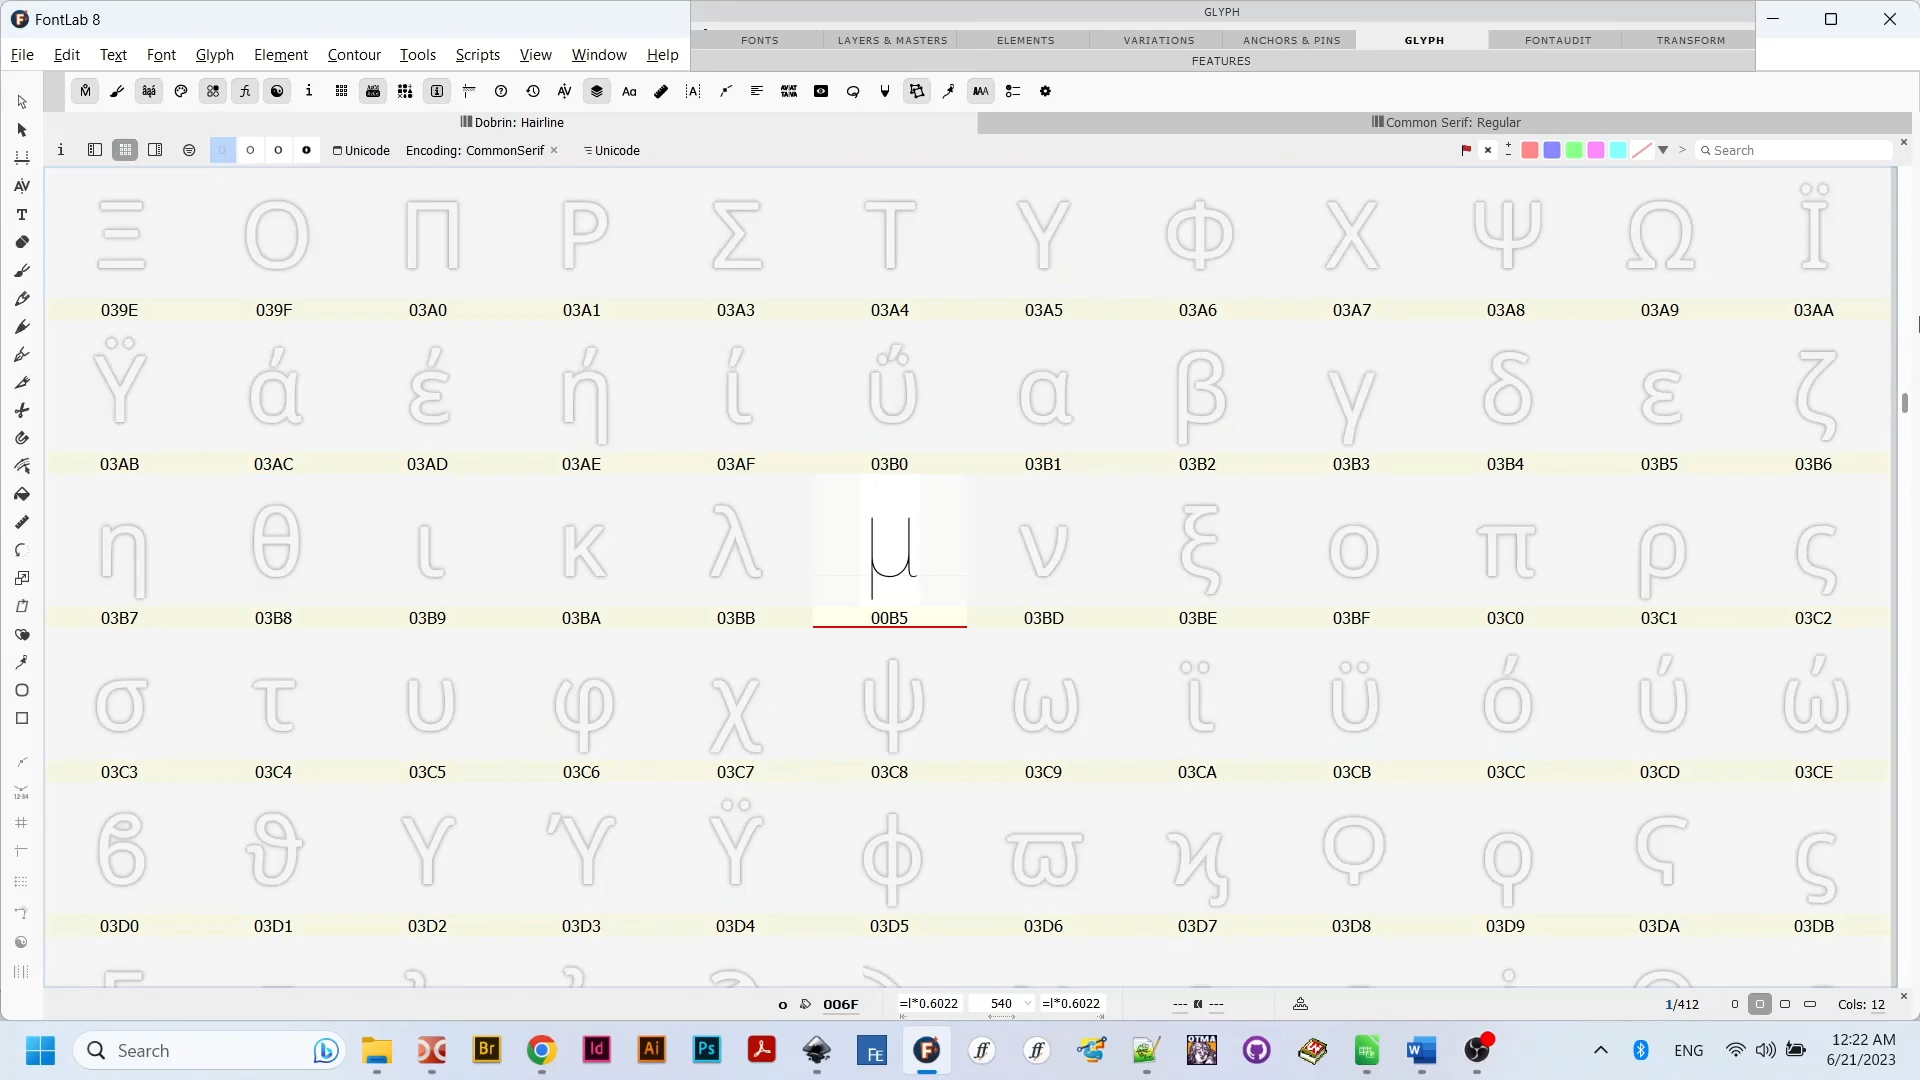 FontLab 8
GLYPH
FONTS LAYERS & MASTERS ELEMENTS VARIATIONS ANCHORS & PINS GLYPH FONTAUDIT TRANSFORM
File Edit Text Font Glyph Element Contour Tools Scripts View Window Help
FEATURES
Dobrin: Hairline Common Serif: Regular
Unicode Encoding: CommonSerif Unicode Search
Ξ Ο Π Ρ Σ Τ Υ Φ Χ Ψ Ω Ϊ
039E 039F 03A0 03A1 03A3 03A4 03A5 03A6 03A7 03A8 03A9 03AA
Ϋ ά έ ή ί ΰ α β γ δ ε ζ
03AB 03AC 03AD 03AE 03AF 03B0 03B1 03B2 03B3 03B4 03B5 03B6
η θ ι κ λ µ ν ξ ο π ρ ς
03B7 03B8 03B9 03BA 03BB 00B5 03BD 03BE 03BF 03C0 03C1 03C2
σ τ υ φ χ ψ ω ϊ ϋ ό ύ ώ
03C3 03C4 03C5 03C6 03C7 03C8 03C9 03CA 03CB 03CC 03CD 03CE
ϐ ϑ ϒ ϓ ϔ ϕ ϖ ϗ Ϙ ϙ Ϛ ϛ
03D0 03D1 03D2 03D3 03D4 03D5 03D6 03D7 03D8 03D9 03DA 03DB
o 006F =l*0.6022 540 =l*0.6022 --- --- 1/412 Cols: 12
Search ENG 12:22 AM
6/21/2023